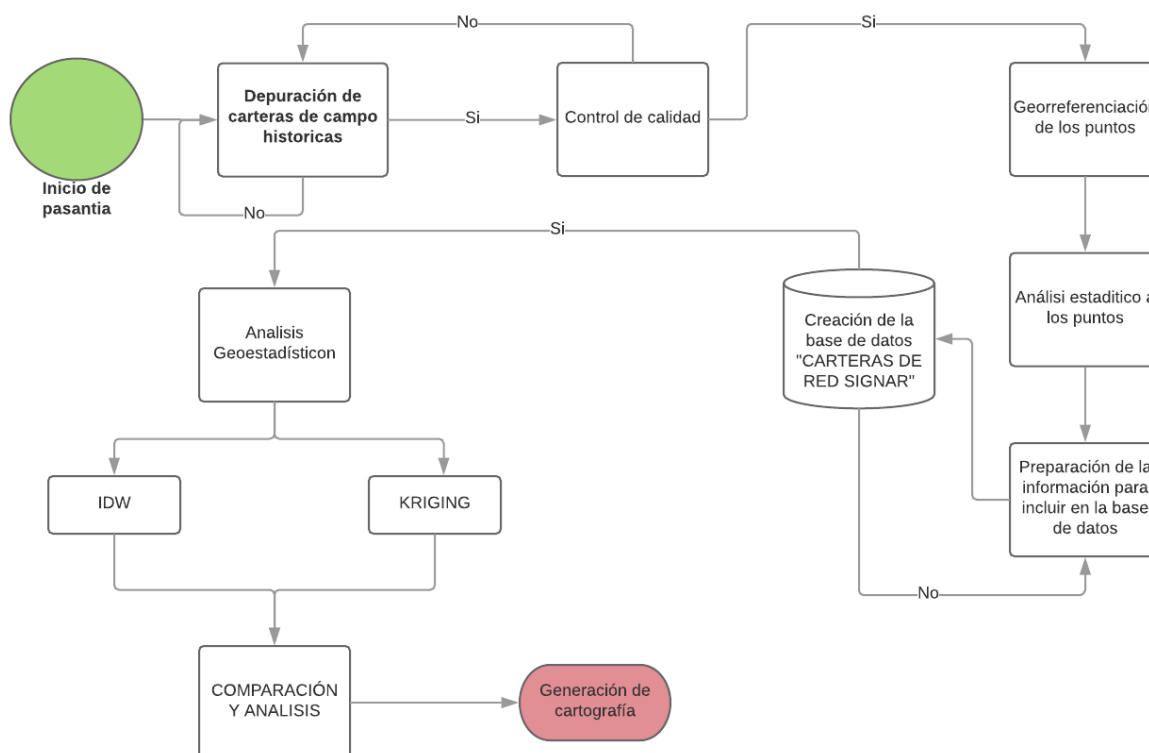 Inicio de
pasantia
Depuración de
carteras de campo
historicas
No
Si
No
Control de calidad
Si
Georreferenciación
de los puntos
Análisi estaditico a
los puntos
Preparación de la
información para
incluir en la base
de datos
Creación de la
base de datos
"CARTERAS DE
RED SIGNAR"
No
Si
Analisis
Geoestadísticon
IDW
KRIGING
COMPARACIÓN
Y ANALISIS
Generación de
cartografía